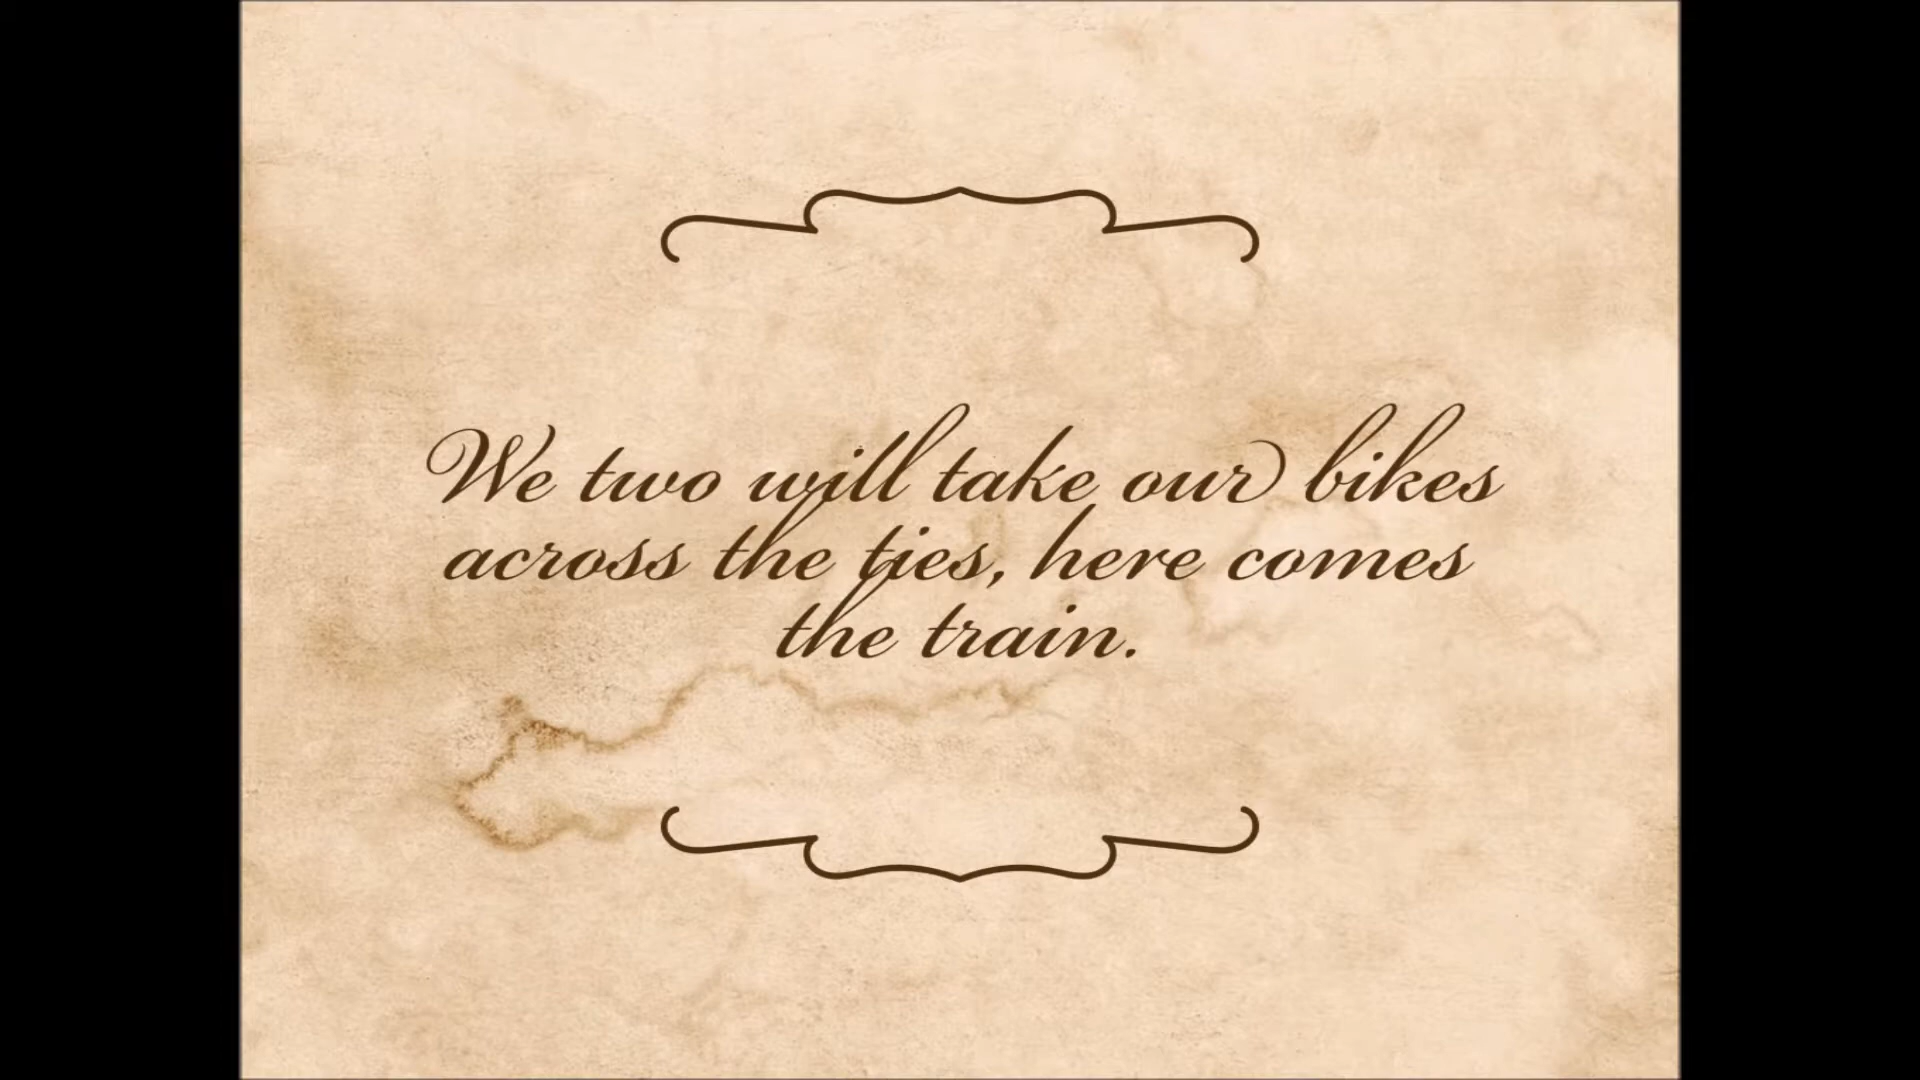 We two will take our bikes
across the ties, here comes
the train.